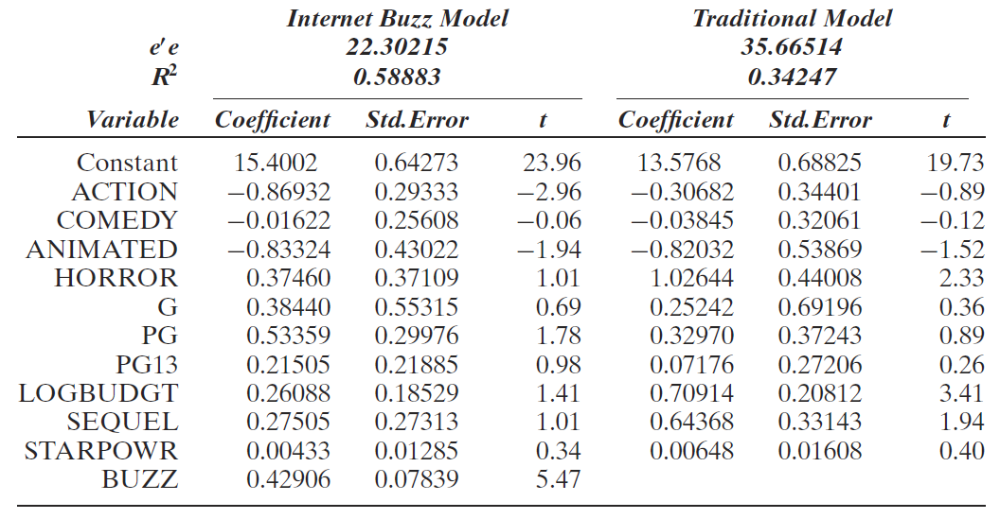 Internet Buzz Model Traditional Model
e′e 22.30215 35.66514
R² 0.58883 0.34247
Variable Coefficient Std.Error t Coefficient Std.Error t
Constant 15.4002 0.64273 23.96 13.5768 0.68825 19.73
ACTION −0.86932 0.29333 −2.96 −0.30682 0.34401 −0.89
COMEDY −0.01622 0.25608 −0.06 −0.03845 0.32061 −0.12
ANIMATED −0.83324 0.43022 −1.94 −0.82032 0.53869 −1.52
HORROR 0.37460 0.37109 1.01 1.02644 0.44008 2.33
G 0.38440 0.55315 0.69 0.25242 0.69196 0.36
PG 0.53359 0.29976 1.78 0.32970 0.37243 0.89
PG13 0.21505 0.21885 0.98 0.07176 0.27206 0.26
LOGBUDGT 0.26088 0.18529 1.41 0.70914 0.20812 3.41
SEQUEL 0.27505 0.27313 1.01 0.64368 0.33143 1.94
STARPOWR 0.00433 0.01285 0.34 0.00648 0.01608 0.40
BUZZ 0.42906 0.07839 5.47